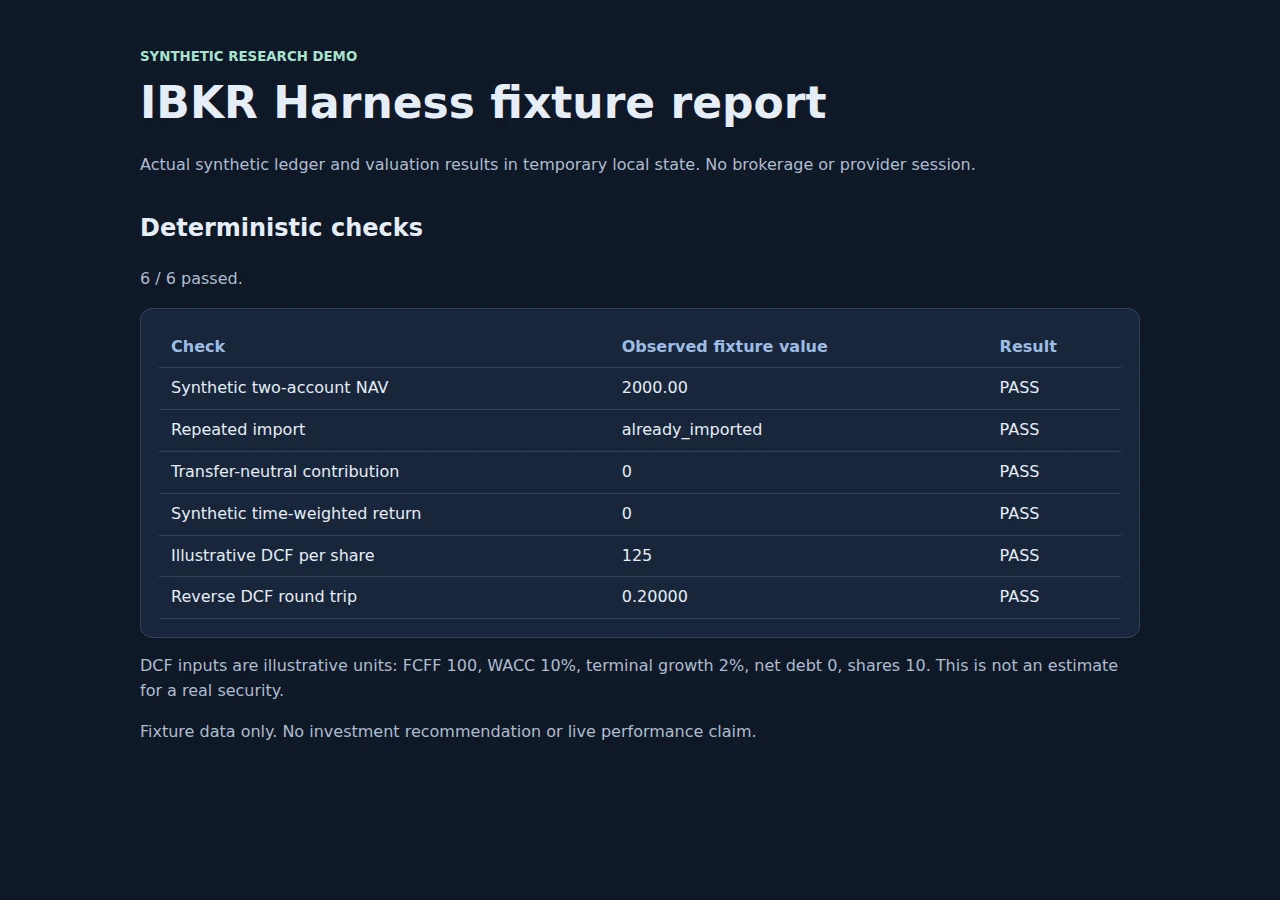 SYNTHETIC RESEARCH DEMO
IBKR Harness fixture report
Actual synthetic ledger and valuation results in temporary local state. No brokerage or provider session.
Deterministic checks
6 / 6 passed.
Check Observed fixture value Result
Synthetic two-account NAV 2000.00 PASS
Repeated import already_imported PASS
Transfer-neutral contribution 0 PASS
Synthetic time-weighted return 0 PASS
Illustrative DCF per share 125 PASS
Reverse DCF round trip 0.20000 PASS
DCF inputs are illustrative units: FCFF 100, WACC 10%, terminal growth 2%, net debt 0, shares 10. This is not an estimate
for a real security.
Fixture data only. No investment recommendation or live performance claim.